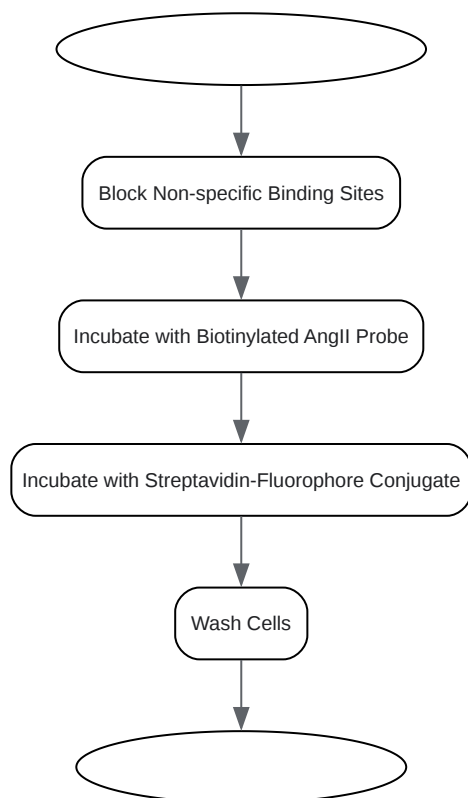 Block Non-specific Binding Sites
Incubate with Biotinylated AngII Probe
Incubate with Streptavidin-Fluorophore Conjugate
Wash Cells